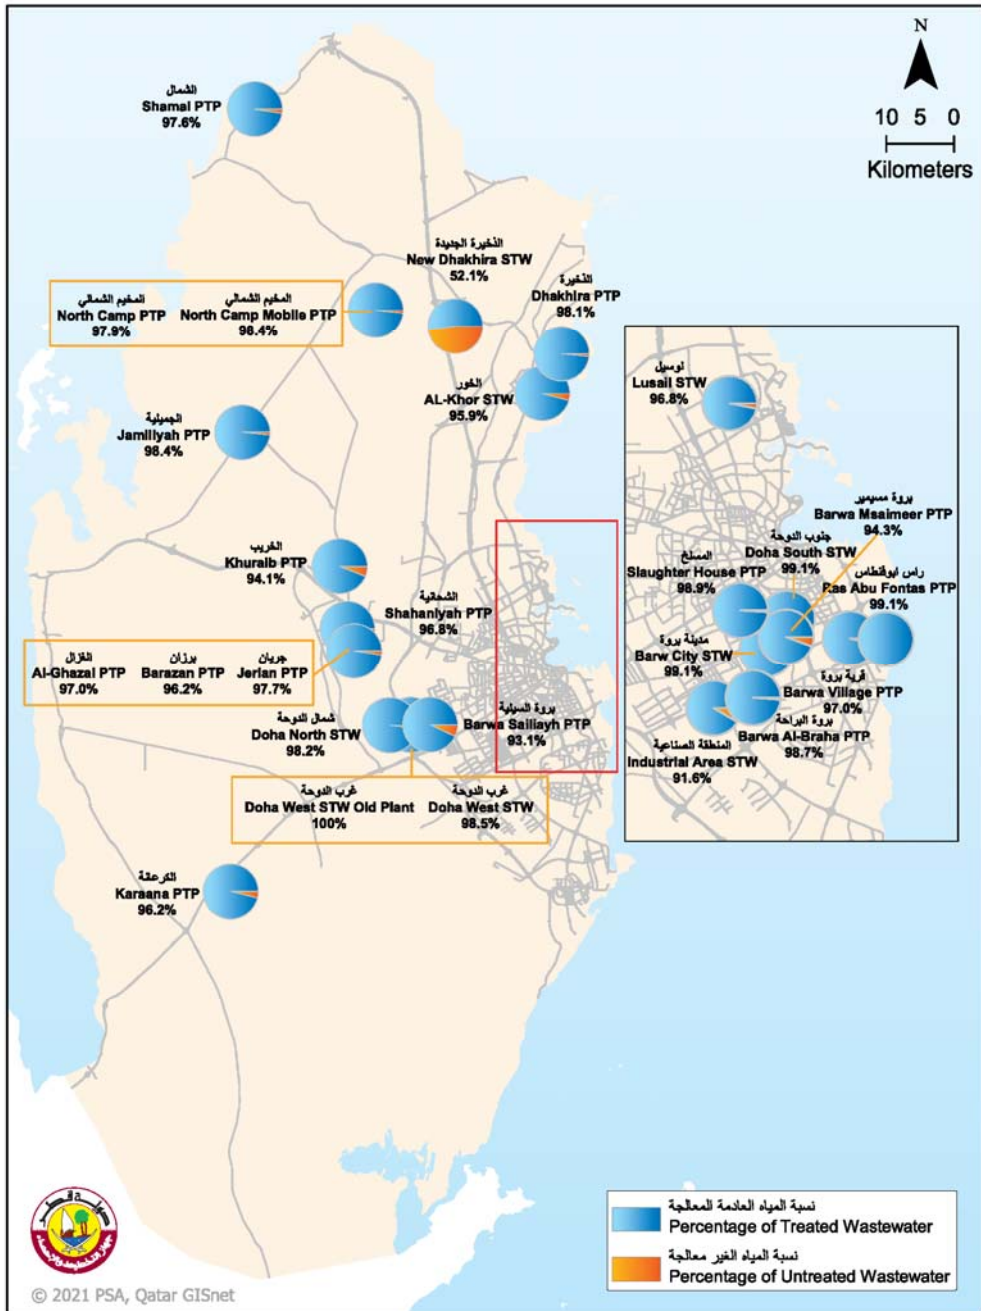 N
10 5 0
Kilometers
الشمال
Shamal PTP
97.6%
الذخيرة الجديدة
New Dhakhira STW
52.1%
الذخيرة
Dhakhira PTP
98.1%
المخيم الشمالي
North Camp PTP
97.9%
المخيم الشمالي
North Camp Mobile PTP
98.4%
الخور
AL-Khor STW
95.9%
الجميلية
Jamiliyah PTP
98.4%
الخريب
Khuraib PTP
94.1%
الشحانية
Shahaniyah PTP
96.8%
الغزال
Al-Ghazal PTP
97.0%
برزان
Barazan PTP
96.2%
جريان
Jerian PTP
97.7%
شمال الدوحة
Doha North STW
98.2%
بروة السيلية
Barwa Sailiayh PTP
93.1%
غرب الدوحة
Doha West STW Old Plant
100%
غرب الدوحة
Doha West STW
98.5%
الكرعانة
Karaana PTP
96.2%
لوسيل
Lusail STW
96.8%
بروة مسيمير
Barwa Msaimeer PTP
94.3%
جنوب الدوحة
Doha South STW
99.1%
المسلخ
Slaughter House PTP
98.9%
راس ابوفنطاس
Ras Abu Fontas PTP
99.1%
مدينة بروة
Barw City STW
99.1%
قرية بروة
Barwa Village PTP
97.0%
بروة البراحة
Barwa Al-Braha PTP
98.7%
المنطقة الصناعية
Industrial Area STW
91.6%
نسبة المياه العادمة المعالجة
Percentage of Treated Wastewater
نسبة المياه الغير معالجة
Percentage of Untreated Wastewater
دولة قطر
جهاز التخطيط والإحصاء
© 2021 PSA, Qatar GISnet